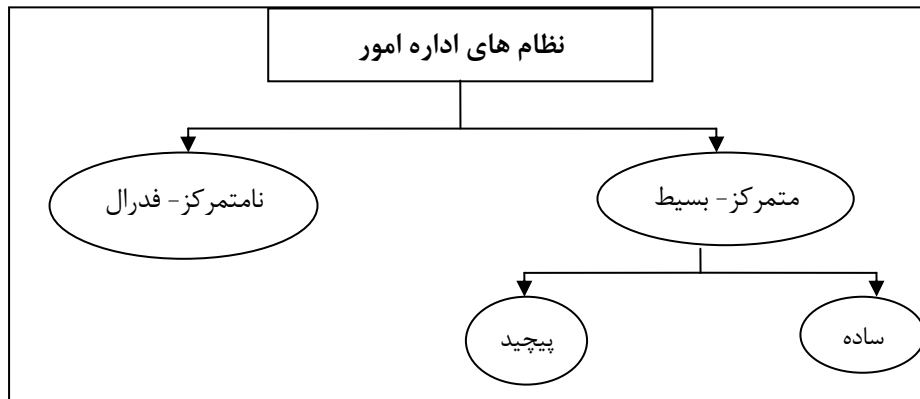 نظام های اداره امور
متمرکز- بسیط
نامتمرکز- فدرال
ساده
پیچید